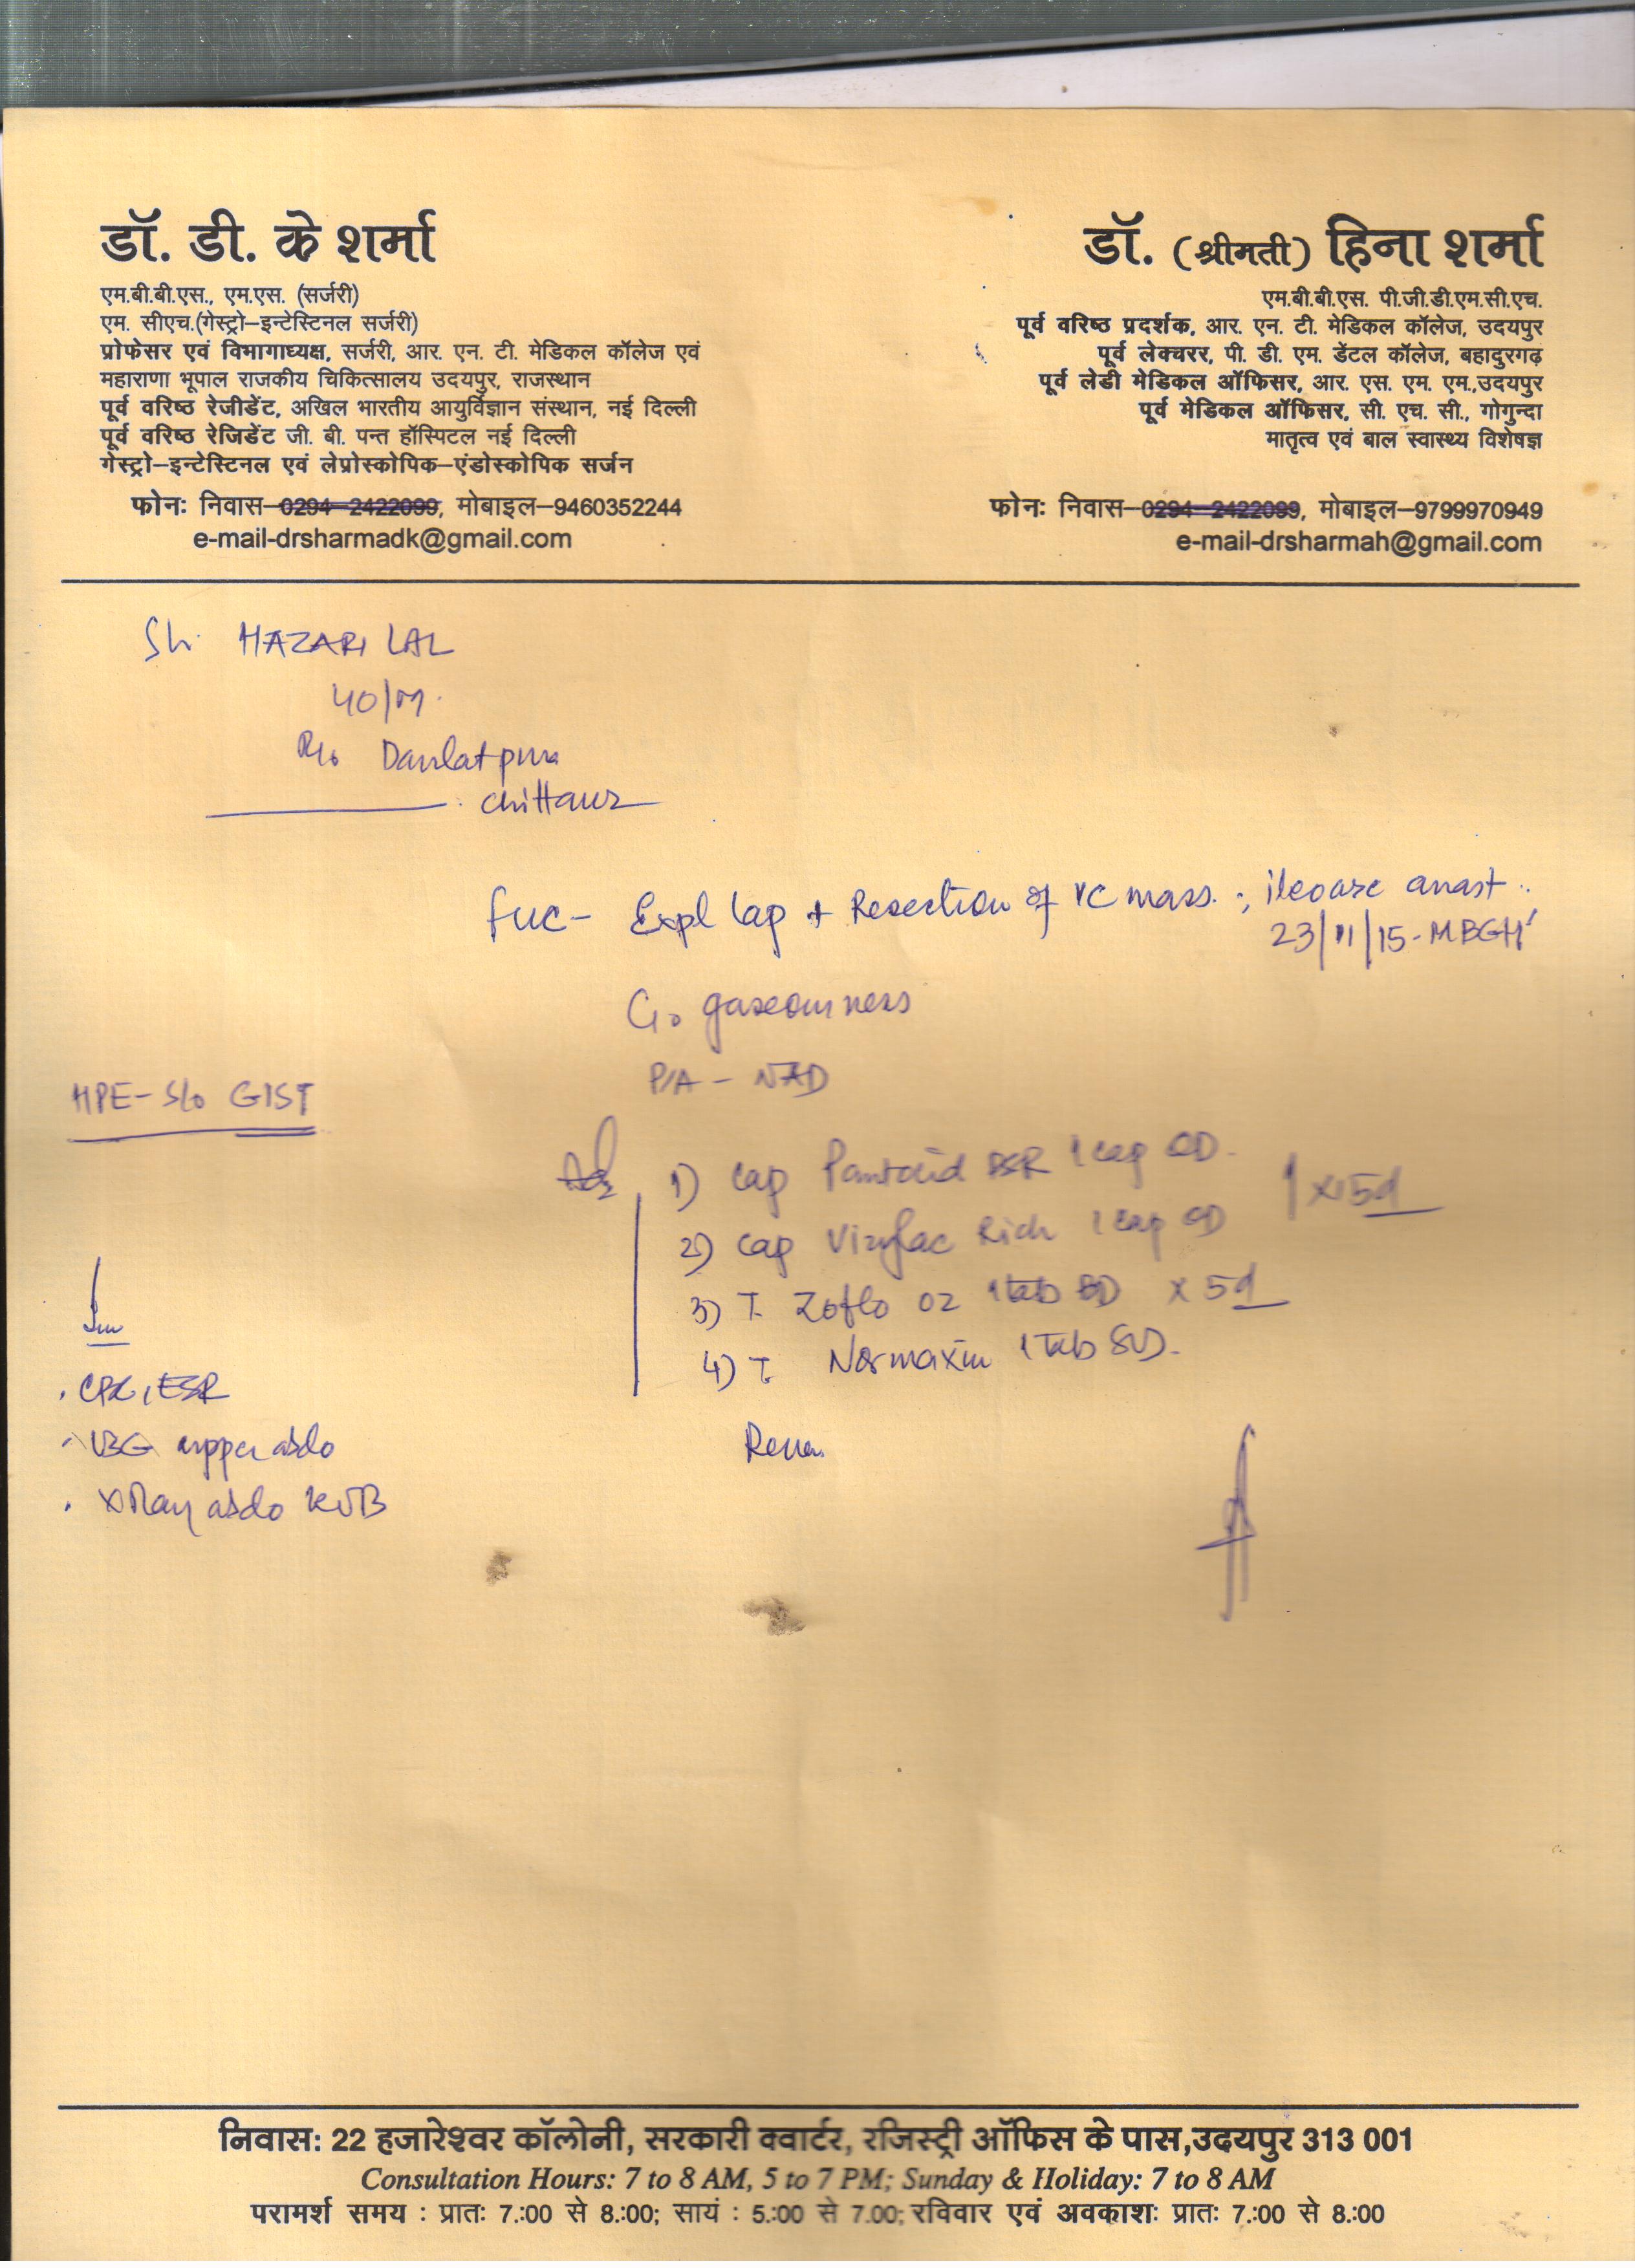 डॉ. डी. के शर्मा
एम.बी.बी.एस., एम.एस. (सर्जरी)
एम. सीएच.(गेस्ट्रो–इन्टेस्टिनल सर्जरी)
प्रोफेसर एवं विभागाध्यक्ष, सर्जरी, आर. एन. टी. मेडिकल कॉलेज एवं
महाराणा भूपाल राजकीय चिकित्सालय उदयपुर, राजस्थान
पूर्व वरिष्ठ रेजीडेंट, अखिल भारतीय आयुर्विज्ञान संस्थान, नई दिल्ली
पूर्व वरिष्ठ रेजिडेंट जी. बी. पन्त हॉस्पिटल नई दिल्ली
गेस्ट्रो–इन्टेस्टिनल एवं लेप्रोस्कोपिक–एंडोस्कोपिक सर्जन
फोन: निवास–0294–2422099, मोबाइल–9460352244
e-mail-drsharmadk@gmail.com
डॉ. (श्रीमती) हिना शर्मा
एम.बी.बी.एस. पी.जी.डी.एम.सी.एच.
पूर्व वरिष्ठ प्रदर्शक, आर. एन. टी. मेडिकल कॉलेज, उदयपुर
पूर्व लेक्चरर, पी. डी. एम. डेंटल कॉलेज, बहादुरगढ़
पूर्व लेडी मेडिकल ऑफिसर, आर. एस. एम. एम.,उदयपुर
पूर्व मेडिकल ऑफिसर, सी. एच. सी., गोगुन्दा
मातृत्व एवं बाल स्वास्थ्य विशेषज्ञ
फोन: निवास–0294–2422099, मोबाइल–9799970949
e-mail-drsharmah@gmail.com
Sh. HAZARI LAL
40/M.
R/o Daulatpura
Chittaur
fuc- Expl lap + Resection of mass. ; anast..
23/11/15-MBGH
C/o gaseousness
P/A - NAD
HPE- S/o GIST
Adv
1) Cap Pantocid DSR 1 cap OD.
2) Cap Vizylac Rich 1 cap OD
x 5d
3) T. Zoflo OZ 1 tab BD x 5d
4) T. Normaxin 1 Tab
. CBC, ESR
. USG upper abdo
. X Ray abdo KUB
निवास: 22 हजारेश्वर कॉलोनी, सरकारी क्वार्टर, रजिस्ट्री ऑफिस के पास,उदयपुर 313 001
Consultation Hours: 7 to 8 AM, 5 to 7 PM; Sunday & Holiday: 7 to 8 AM
परामर्श समय : प्रातः 7.:00 से 8.:00; सायं : 5.:00 से 7.00; रविवार एवं अवकाशः प्रातः 7.:00 से 8.:00